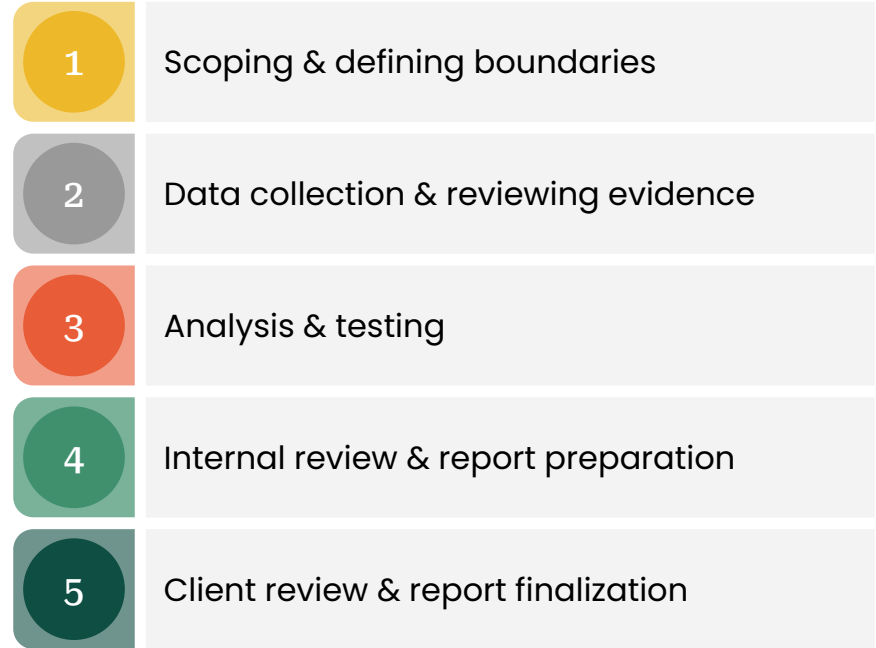 1 Scoping & defining boundaries
2 Data collection & reviewing evidence
3 Analysis & testing
4 Internal review & report preparation
5 Client review & report finalization